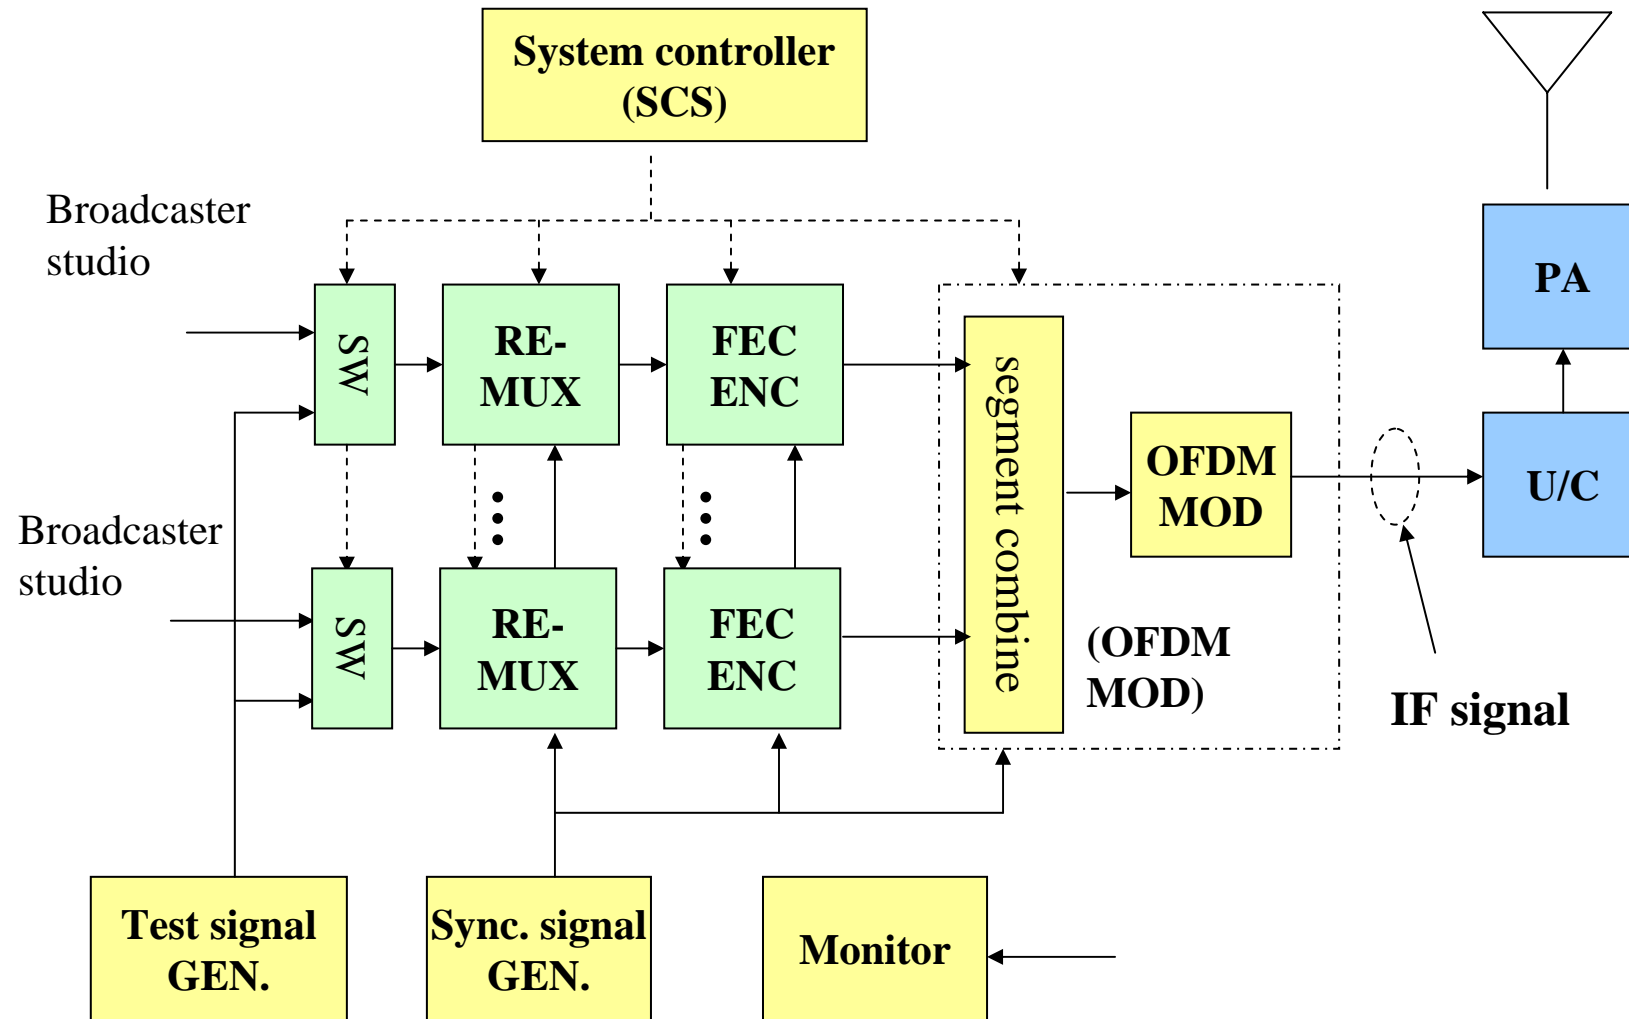 System controller
(SCS)
Broadcaster
studio
SW
RE-
MUX
FEC
ENC
PA
segment combine
OFDM
MOD
U/C
Broadcaster
studio
SW
RE-
MUX
FEC
ENC
(OFDM
MOD)
IF signal
Test signal
GEN.
Sync. signal
GEN.
Monitor